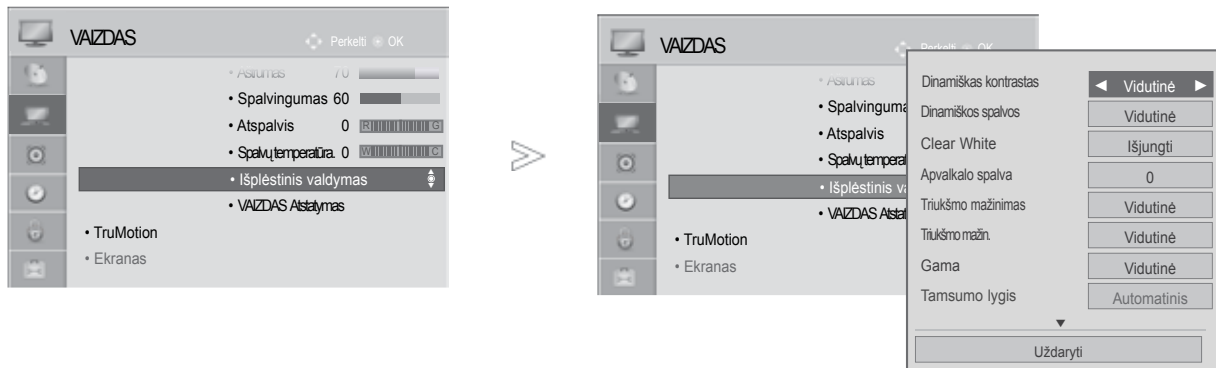 VAIZDAS
Perkelti OK
• Aštrumas 70
• Spalvingumas 60
• Atspalvis 0 R G
• Spalvų temperatūra. 0 W C
• Išplėstinis valdymas
• VAIZDAS Atstatymas
• TruMotion
• Ekranas
VAIZDAS
Perkelti OK
• Aštrumas
• Spalvinguma
• Atspalvis
• Spalvų temperat
• Išplėstinis va
• VAIZDAS Atstat
• TruMotion
• Ekranas
Dinamiškas kontrastas ◄ Vidutinė ►
Dinamiškos spalvos Vidutinė
Clear White Išjungti
Apvalkalo spalva 0
Triukšmo mažinimas Vidutinė
Triukšmo mažin. Vidutinė
Gama Vidutinė
Tamsumo lygis Automatinis
▼
Uždaryti